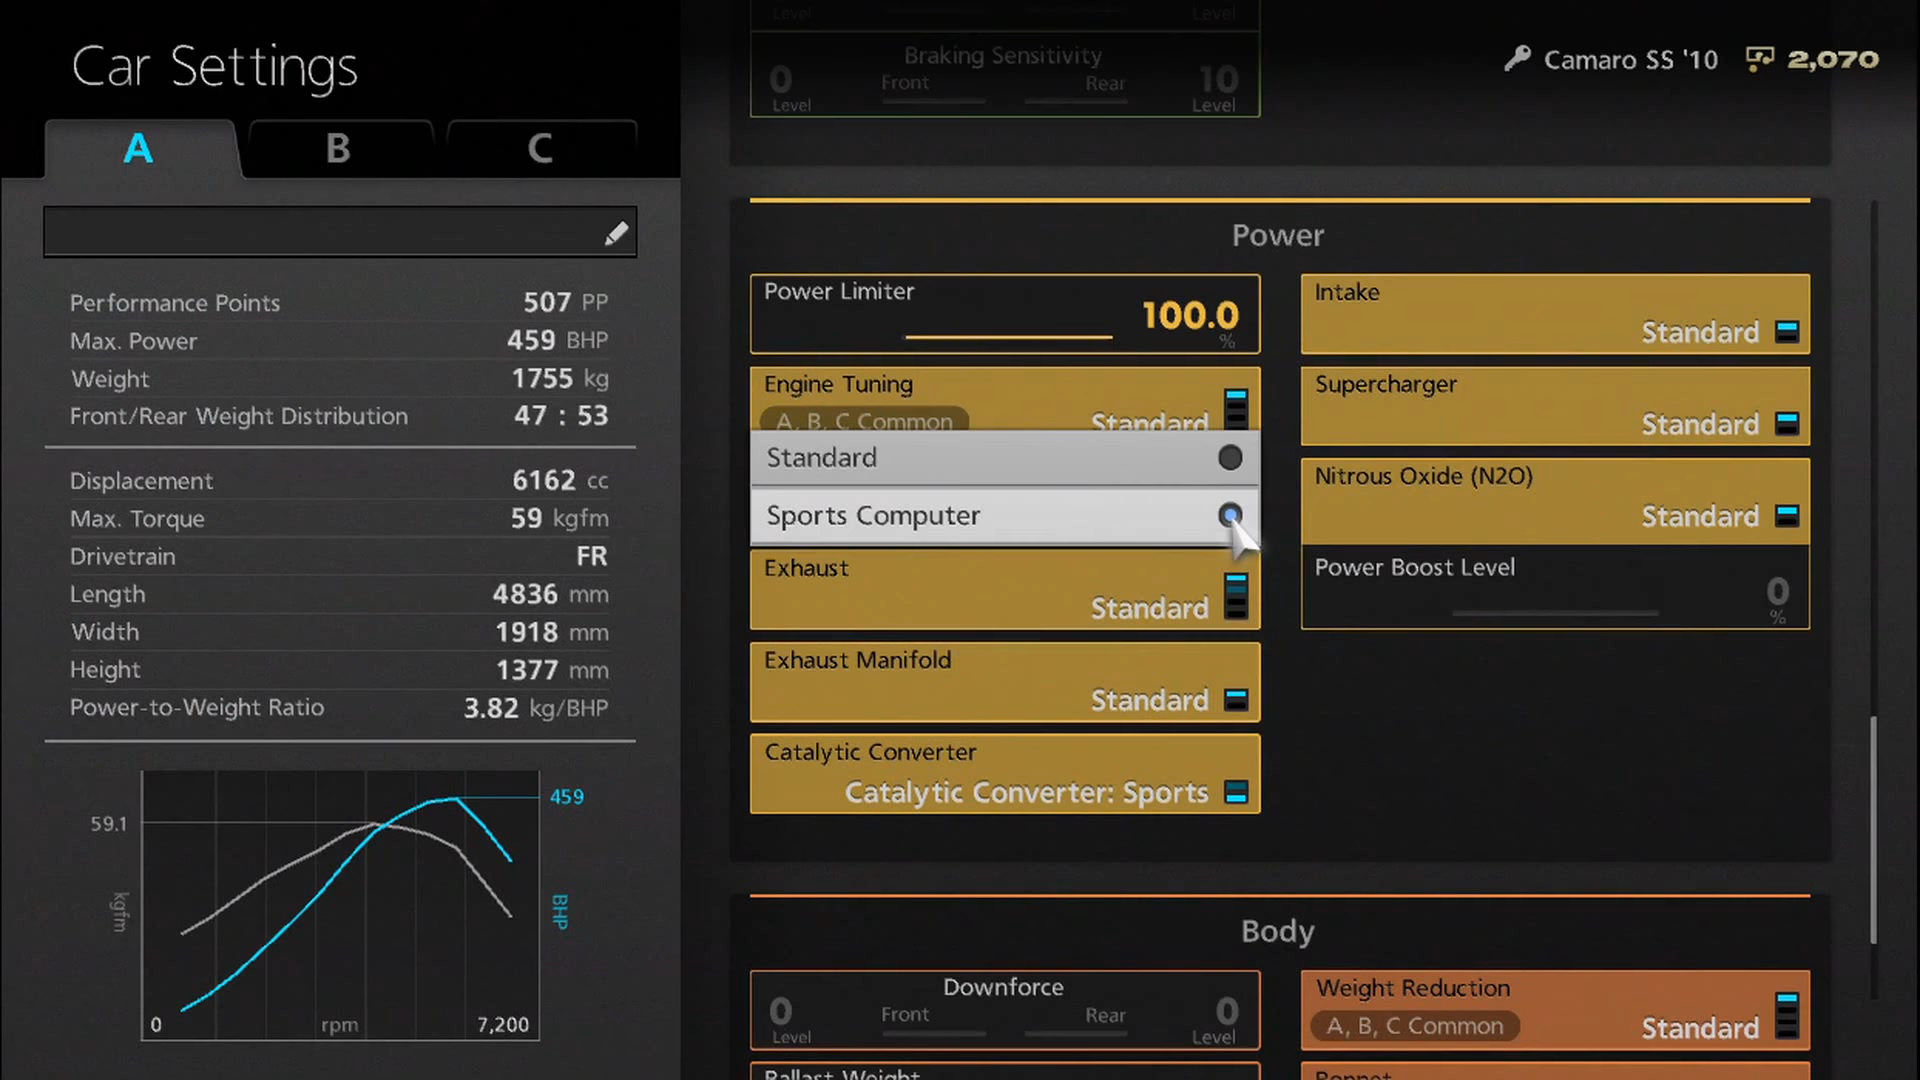 Car Settings
A
B
C
Performance Points 507 PP
Max. Power 459 BHP
Weight 1755 kg
Front/Rear Weight Distribution 47 : 53
Displacement 6162 cc
Max. Torque 59 kgfm
Drivetrain FR
Length 4836 mm
Width 1918 mm
Height 1377 mm
Power-to-Weight Ratio 3.82 kg/BHP
459
59.1
kgfm
BHP
0 rpm 7,200
Camaro SS '10 2,070
Level Level
Braking Sensitivity
0 Front Rear 10
Level Level
Power
Power Limiter
100.0
%
Engine Tuning
A, B, C Common Standard
Standard
Sports Computer
Exhaust
Standard
Exhaust Manifold
Standard
Catalytic Converter
Catalytic Converter: Sports
Intake
Standard
Supercharger
Standard
Nitrous Oxide (N2O)
Standard
Power Boost Level
0
%
Body
Downforce
0 Front Rear 0
Level Level
Ballast Weight
Weight Reduction
A, B, C Common Standard
Bonnet